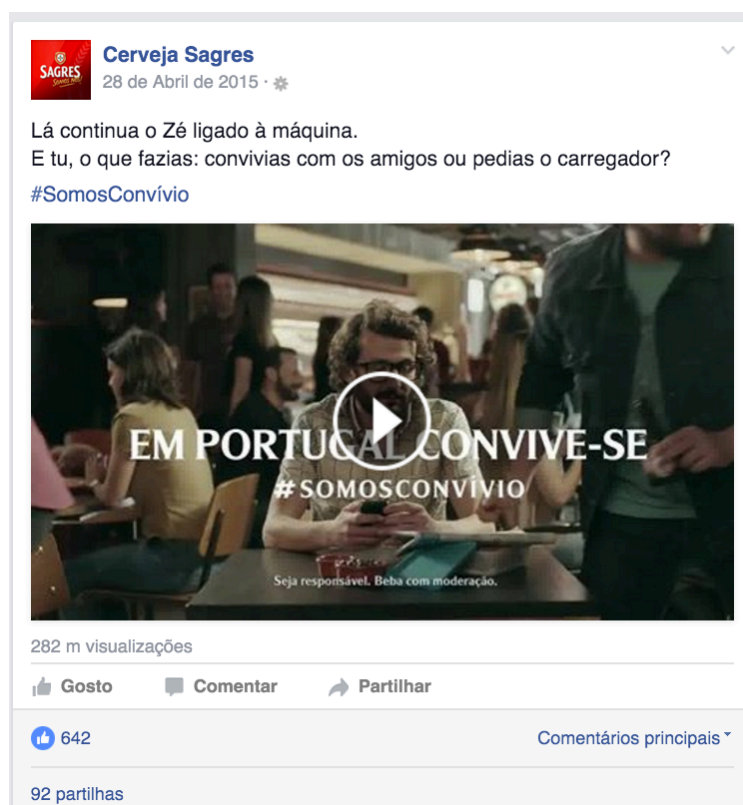 SAGRES
Cerveja Sagres
28 de Abril de 2015 ·
Lá continua o Zé ligado à máquina.
E tu, o que fazias: convivias com os amigos ou pedias o carregador?
#SomosConvívio
EM PORTUGAL CONVIVE-SE
#SOMOSCONVÍVIO
Seja responsável. Beba com moderação.
282 m visualizações
Gosto Comentar Partilhar
642 Comentários principais
92 partilhas